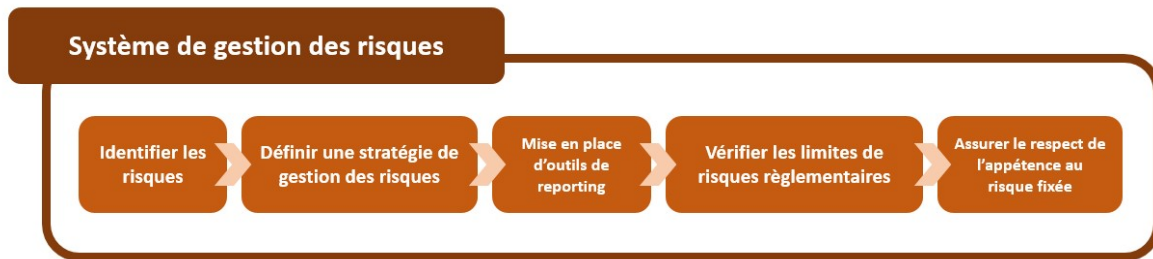 Système de gestion des risques
Identifier les
risques
Définir une stratégie de
gestion des risques
Mise en place
d'outils de
reporting
Vérifier les limites de
risques règlementaires
Assurer le respect de
l'appétence au
risque fixée